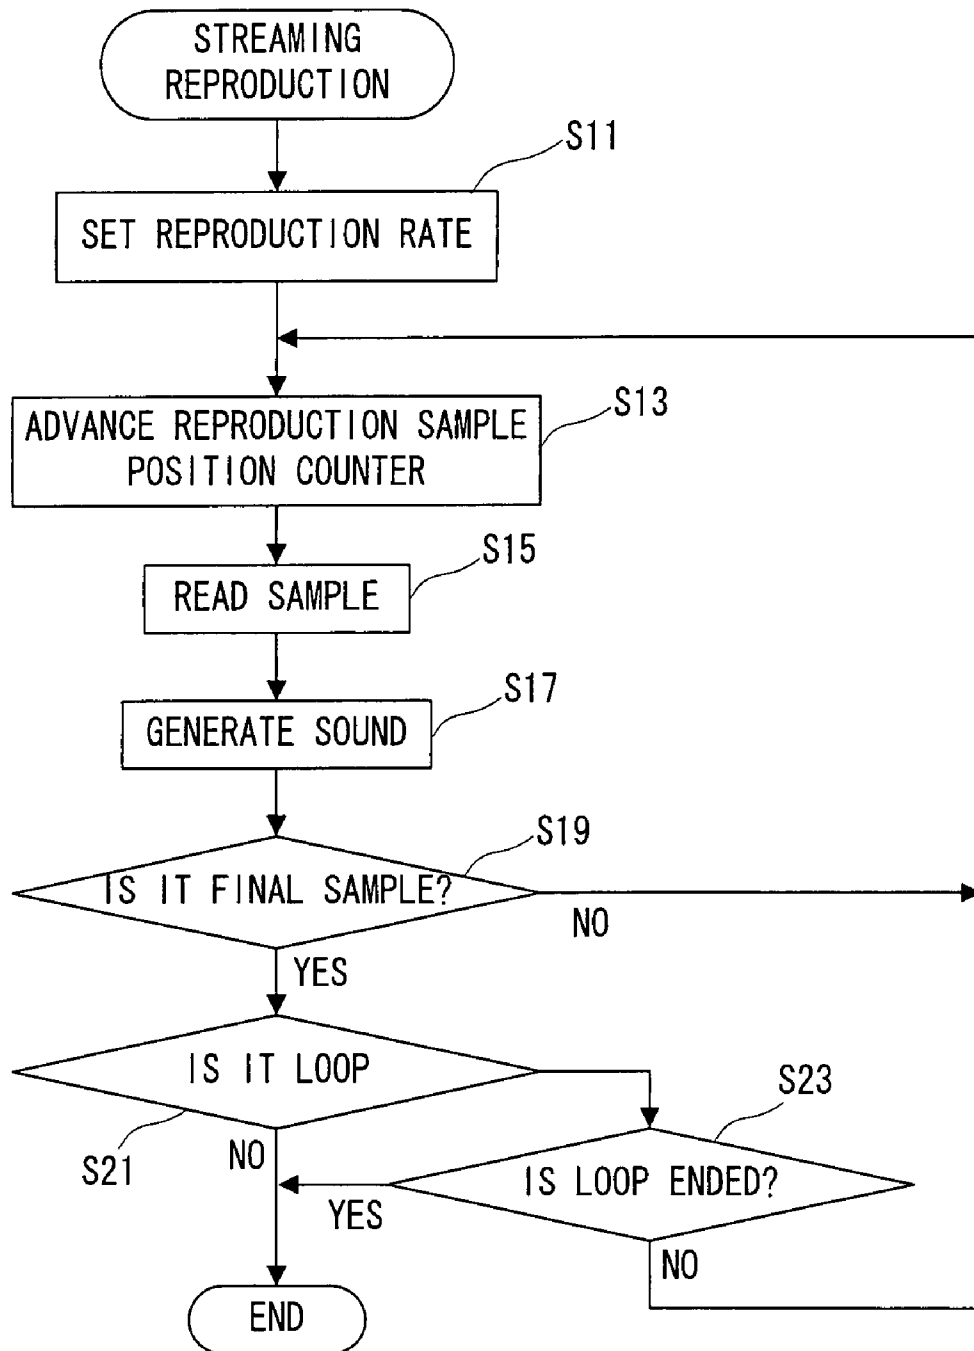 STREAMING
REPRODUCTION
S11
SET REPRODUCTION RATE
S13
ADVANCE REPRODUCTION SAMPLE
POSITION COUNTER
S15
READ SAMPLE
S17
GENERATE SOUND
S19
IS IT FINAL SAMPLE?
NO
YES
IS IT LOOP
S23
S21
NO
IS LOOP ENDED?
YES
NO
END